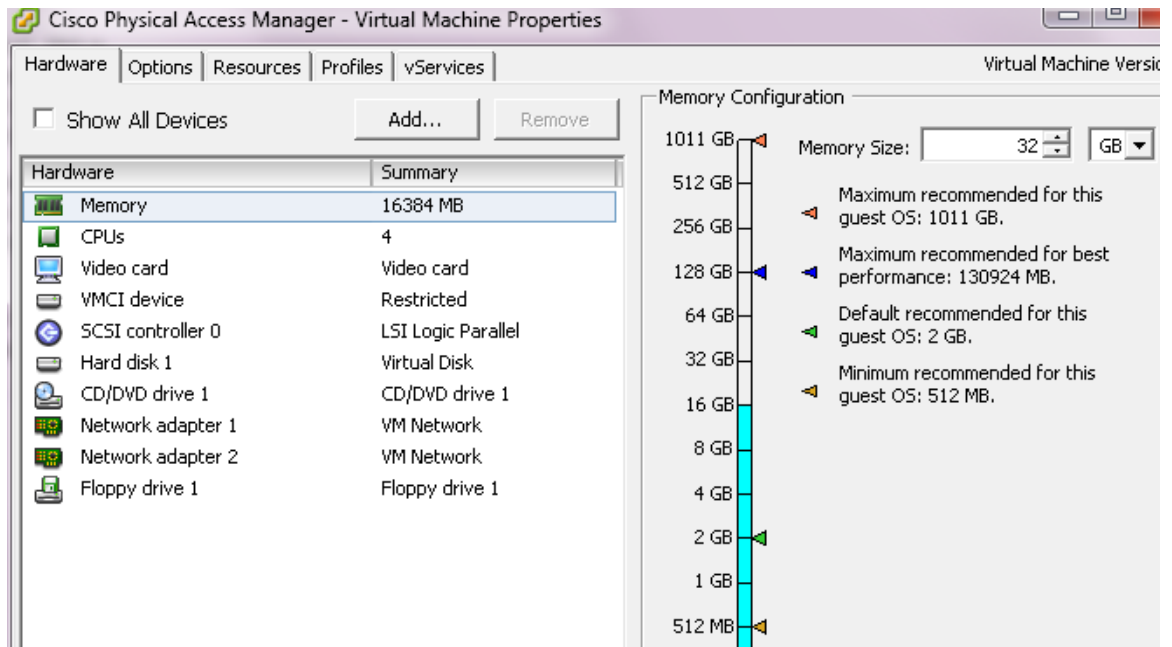 Cisco Physical Access Manager - Virtual Machine Properties
Hardware Options Resources Profiles vServices
Virtual Machine Versio
Show All Devices Add... Remove
Hardware Summary
Memory 16384 MB
CPUs 4
Video card Video card
VMCI device Restricted
SCSI controller 0 LSI Logic Parallel
Hard disk 1 Virtual Disk
CD/DVD drive 1 CD/DVD drive 1
Network adapter 1 VM Network
Network adapter 2 VM Network
Floppy drive 1 Floppy drive 1
Memory Configuration
Memory Size: 32 GB
1011 GB
512 GB
256 GB
128 GB
64 GB
32 GB
16 GB
8 GB
4 GB
2 GB
1 GB
512 MB
Maximum recommended for this
guest OS: 1011 GB.
Maximum recommended for best
performance: 130924 MB.
Default recommended for this
guest OS: 2 GB.
Minimum recommended for this
guest OS: 512 MB.